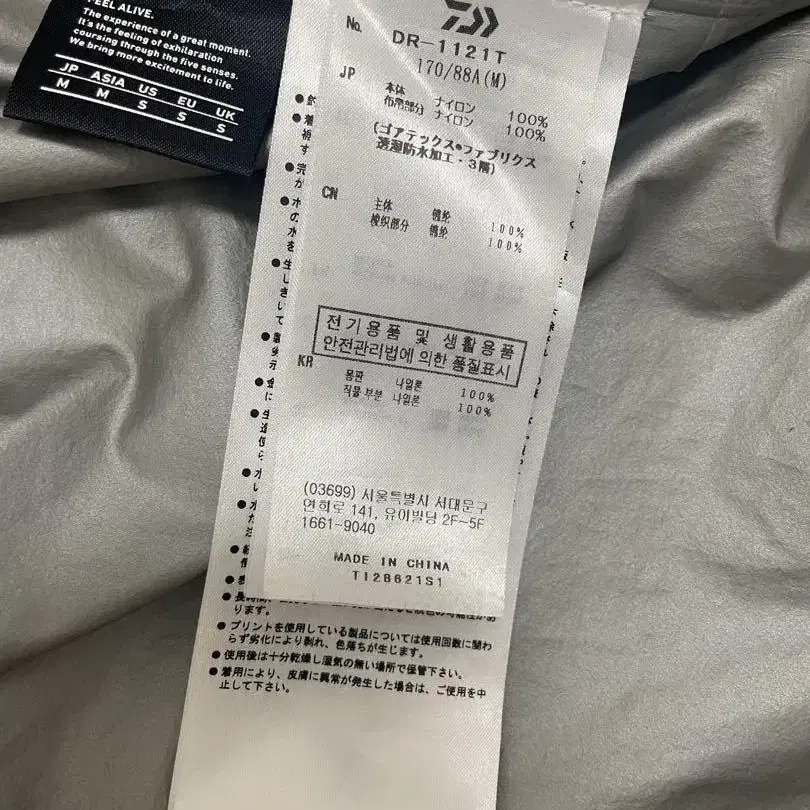 FEEL ALIVE.
The experience of a great moment.
It's the feeling of exhilaration
coursing through the five senses.
We bring more excitement to life.
JP ASIA US EU UK
M M S S S
No. DR-1121T
170/88A(M)
JP 本体 ナイロン 100%
布帛部分 ナイロン 100%
(ゴアテックス・ファブリクス
透湿防水加工・3層)
CN 主体 锦纶 100%
梭织部分 锦纶 100%
전기용품 및 생활용품
안전관리법에 의한 품질표시
KR 몸판 나일론 100%
직물 부분 나일론 100%
(03699) 서울특별시 서대문구
연희로 141, 유이빌딩 2F~5F
1661-9040
MADE IN CHINA
T128621S1
ります。
●プリントを使用している製品については使用回数に関わ
らず劣化により剥れ、色落ちが生じます。
●使用後は十分乾燥し湿気の無い場所で保管下さい。
●着用により、皮膚に異常が発生した場合は、ご使用を中
止して下さい。